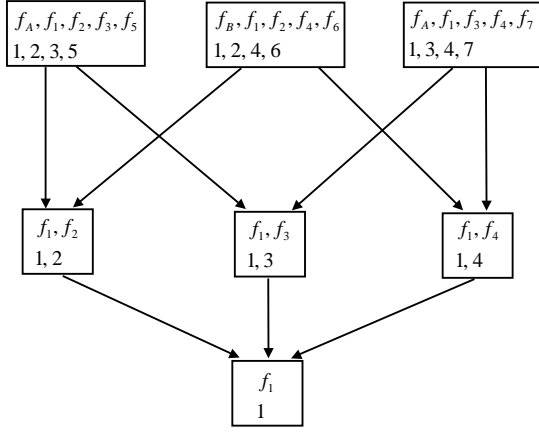 f_A, f_1, f_2, f_3, f_5
1, 2, 3, 5
f_B, f_1, f_2, f_4, f_6
1, 2, 4, 6
f_A, f_1, f_3, f_4, f_7
1, 3, 4, 7
f_1, f_2
1, 2
f_1, f_3
1, 3
f_1, f_4
1, 4
f_1
1